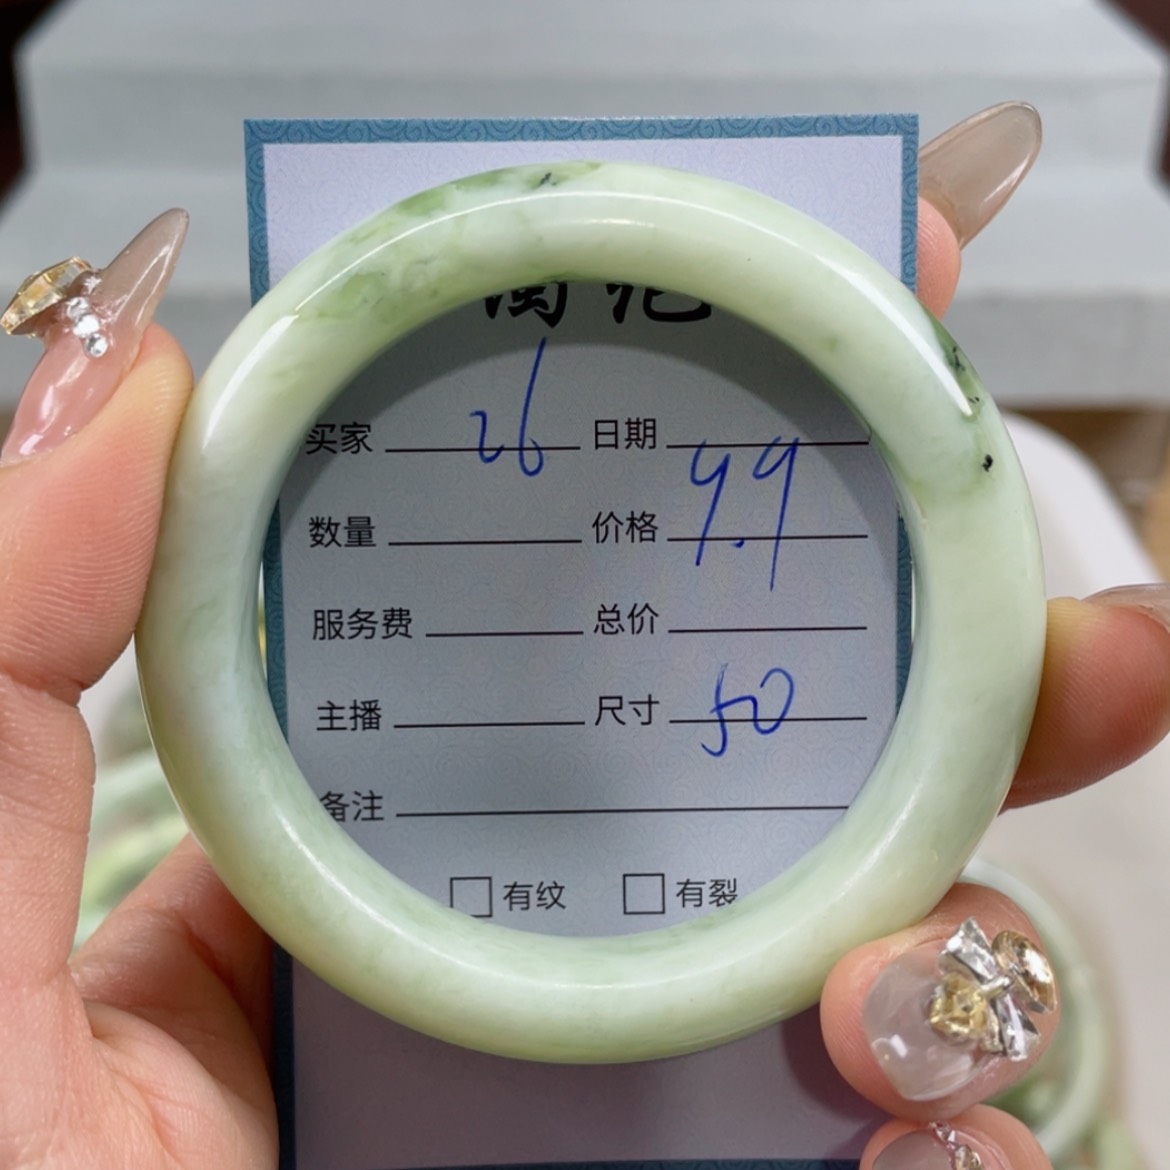 买家 26 日期
数量 价格 9.9
服务费 总价
主播 尺寸 50
备注
□有纹 □有裂